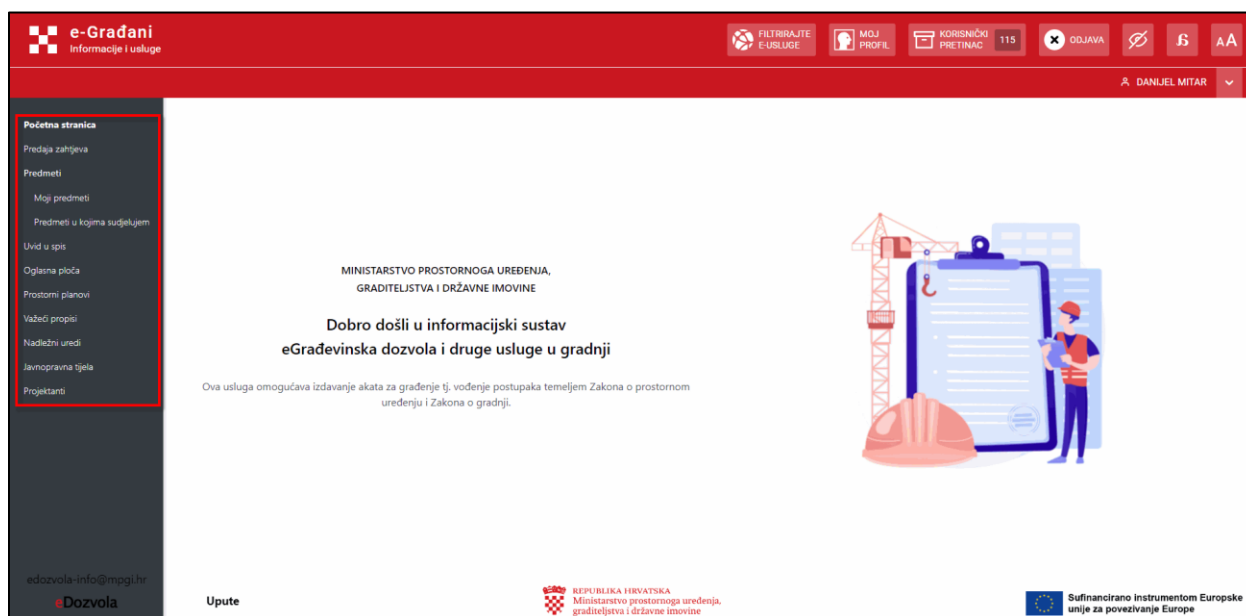 e-Građani
Informacije i usluge
FILTRIRAJTE
E-USLUGE
MOJ
PROFIL
KORISNIČKI
PRETINAC
115
ODJAVA
AA
DANIJEL MITAR
Početna stranica
Predaja zahtjeva
Predmeti
Moji predmeti
Predmeti u kojima sudjelujem
Uvid u spis
Oglasna ploča
Prostorni planovi
Važeći propisi
Nadležni uredi
Javnopravna tijela
Projektanti
MINISTARSTVO PROSTORNOGA UREĐENJA,
GRADITELJSTVA I DRŽAVNE IMOVINE
Dobro došli u informacijski sustav
eGrađevinska dozvola i druge usluge u gradnji
Ova usluga omogućava izdavanje akata za građenje tj. vođenje postupaka temeljem Zakona o prostornom
uređenju i Zakona o gradnji.
edozvola-info@mpgi.hr
eDozvola
Upute
REPUBLIKA HRVATSKA
Ministarstvo prostornoga uređenja,
graditeljstva i državne imovine
Sufinancirano instrumentom Europske
unije za povezivanje Europe